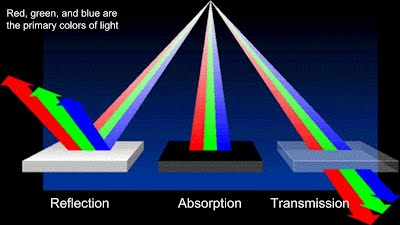 Red, green, and blue are
the primary colors of light
Reflection
Absorption
Transmission